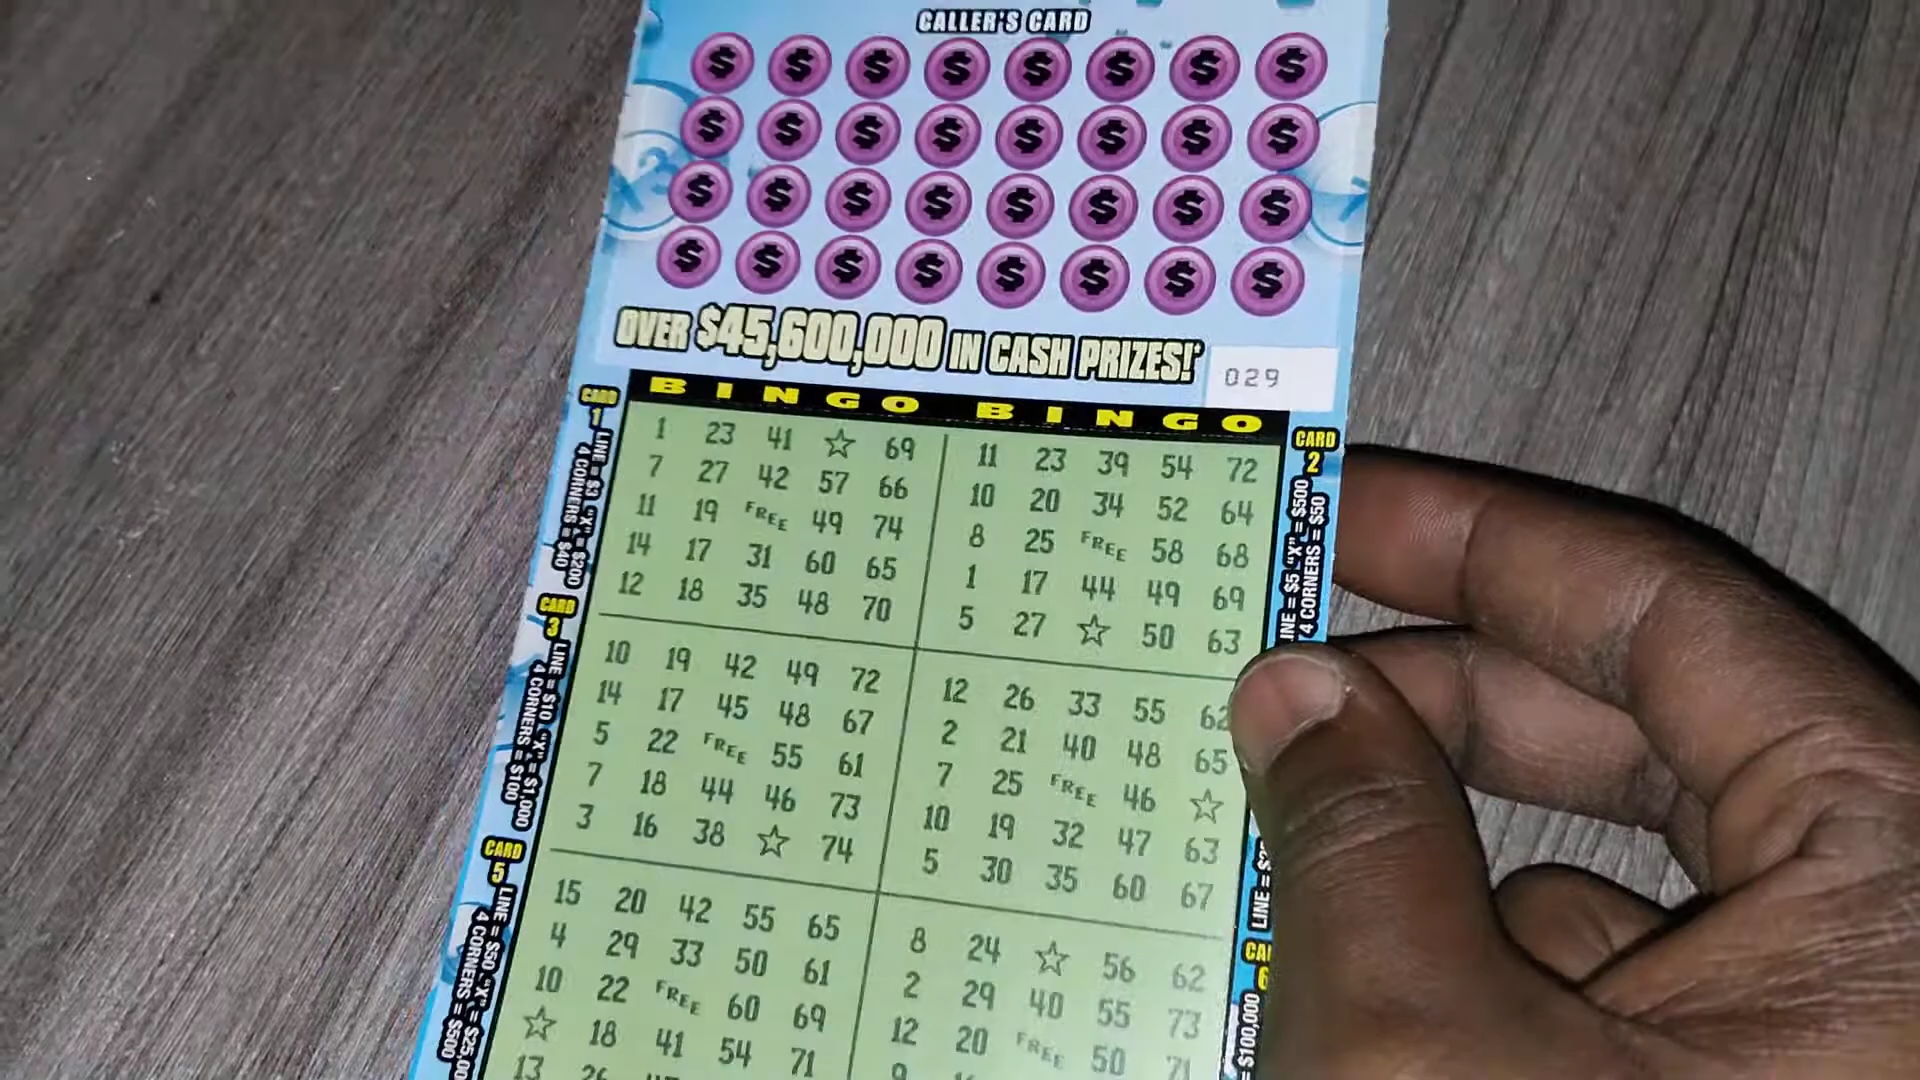 CALLER'S CARD
$ $ $ $ $ $ $ $
$ $ $ $ $ $ $ $
$ $ $ $ $ $ $ $
$ $ $ $ $ $ $ $
OVER $45,600,000 IN CASH PRIZES!*
029
BINGO BINGO
CARD 1
LINE = $3 "X" = $200
4 CORNERS = $40
1 23 41 ☆ 69
7 27 42 57 66
11 19 FREE 49 74
14 17 31 60 65
12 18 35 48 70
CARD 2
LINE = $5 "X" = $500
4 CORNERS = $50
11 23 39 54 72
10 20 34 52 64
8 25 FREE 58 68
1 17 44 49 69
5 27 ☆ 50 63
CARD 3
LINE = $10 "X" = $1,000
4 CORNERS = $100
10 19 42 49 72
14 17 45 48 67
5 22 FREE 55 61
7 18 44 46 73
3 16 38 ☆ 74
12 26 33 55 62
2 21 40 48 65
7 25 FREE 46 ☆
10 19 32 47 63
5 30 35 60 67
LINE =
CARD 5
LINE = $50 "X" = $25,00
4 CORNERS = $500
15 20 42 55 65
4 29 33 50 61
10 22 FREE 60 69
☆ 18 41 54 71
13
6
= $100,000
8 24 ☆ 56 62
2 29 40 55 73
12 20 FREE 50 71